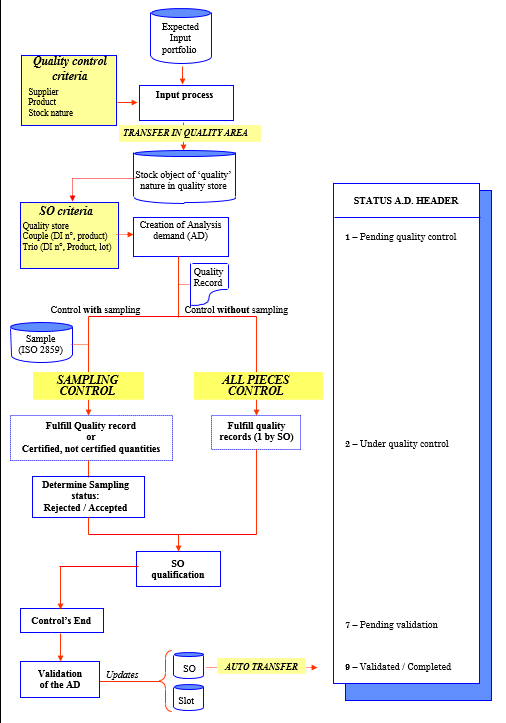 Expected
Input
portfolio
Quality control
criteria
Supplier
Product
Stock nature
Input process
TRANSFER IN QUALITY AREA
Stock object of ‘quality’
nature in quality store
SO criteria
Quality store
Couple (DI n°, product)
Trio (DI n°, Product, lot)
Creation of Analysis
demand (AD)
Quality
Record
Control with sampling
Control without sampling
Sample
(ISO 2859)
SAMPLING
CONTROL
ALL PIECES
CONTROL
Fulfill Quality record
or
Certified, not certified quantities
Fulfill quality
records (1 by SO)
Determine Sampling
status:
Rejected / Accepted
SO
qualification
Control’s End
Validation
of the AD
Updates
SO
Slot
AUTO TRANSFER
STATUS A.D. HEADER
1 – Pending quality control
2 – Under quality control
7 – Pending validation
9 – Validated / Completed